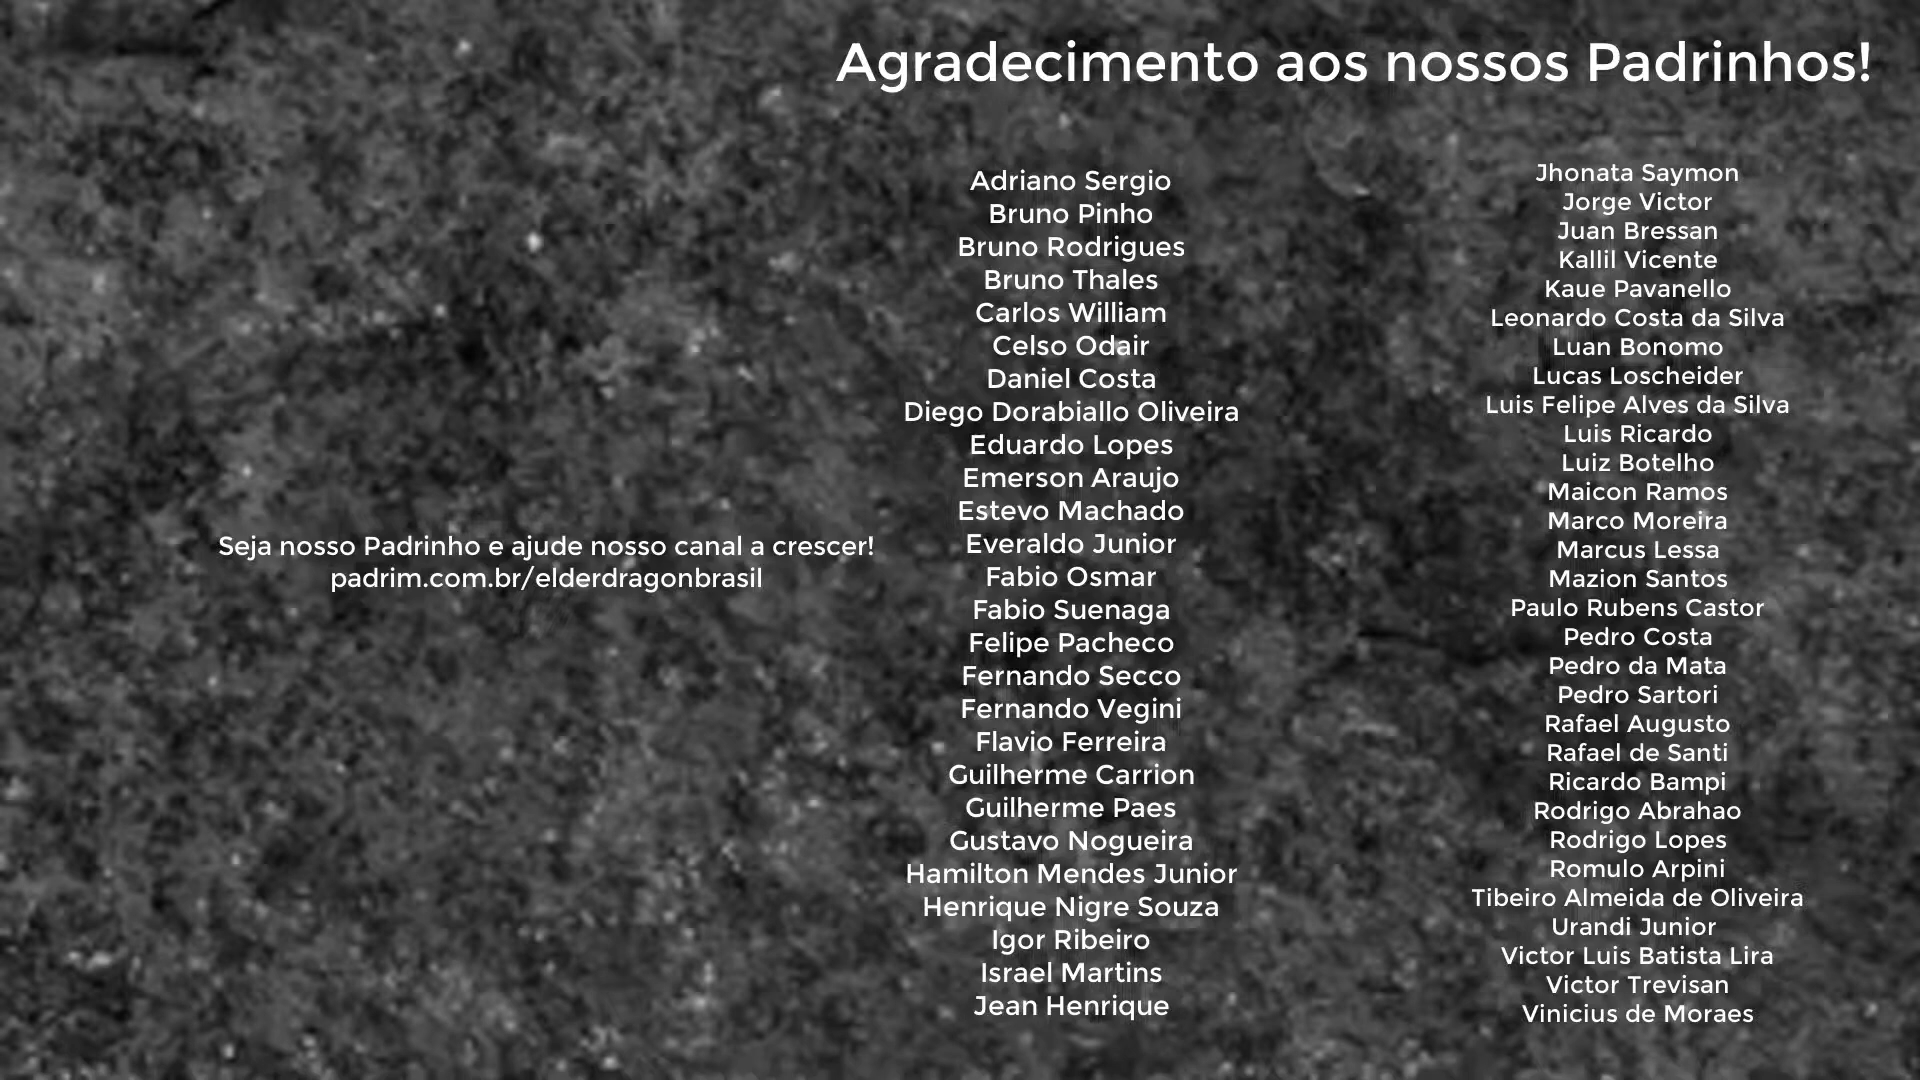 Agradecimento aos nossos Padrinhos!
Seja nosso Padrinho e ajude nosso canal a crescer!
padrim.com.br/elderdragonbrasil
Adriano Sergio
Bruno Pinho
Bruno Rodrigues
Bruno Thales
Carlos William
Celso Odair
Daniel Costa
Diego Dorabiallo Oliveira
Eduardo Lopes
Emerson Araujo
Estevo Machado
Everaldo Junior
Fabio Osmar
Fabio Suenaga
Felipe Pacheco
Fernando Secco
Fernando Vegini
Flavio Ferreira
Guilherme Carrion
Guilherme Paes
Gustavo Nogueira
Hamilton Mendes Junior
Henrique Nigre Souza
Igor Ribeiro
Israel Martins
Jean Henrique
Jhonata Saymon
Jorge Victor
Juan Bressan
Kallil Vicente
Kaue Pavanello
Leonardo Costa da Silva
Luan Bonomo
Lucas Loscheider
Luis Felipe Alves da Silva
Luis Ricardo
Luiz Botelho
Maicon Ramos
Marco Moreira
Marcus Lessa
Mazion Santos
Paulo Rubens Castor
Pedro Costa
Pedro da Mata
Pedro Sartori
Rafael Augusto
Rafael de Santi
Ricardo Bampi
Rodrigo Abrahao
Rodrigo Lopes
Romulo Arpini
Tibeiro Almeida de Oliveira
Urandi Junior
Victor Luis Batista Lira
Victor Trevisan
Vinicius de Moraes